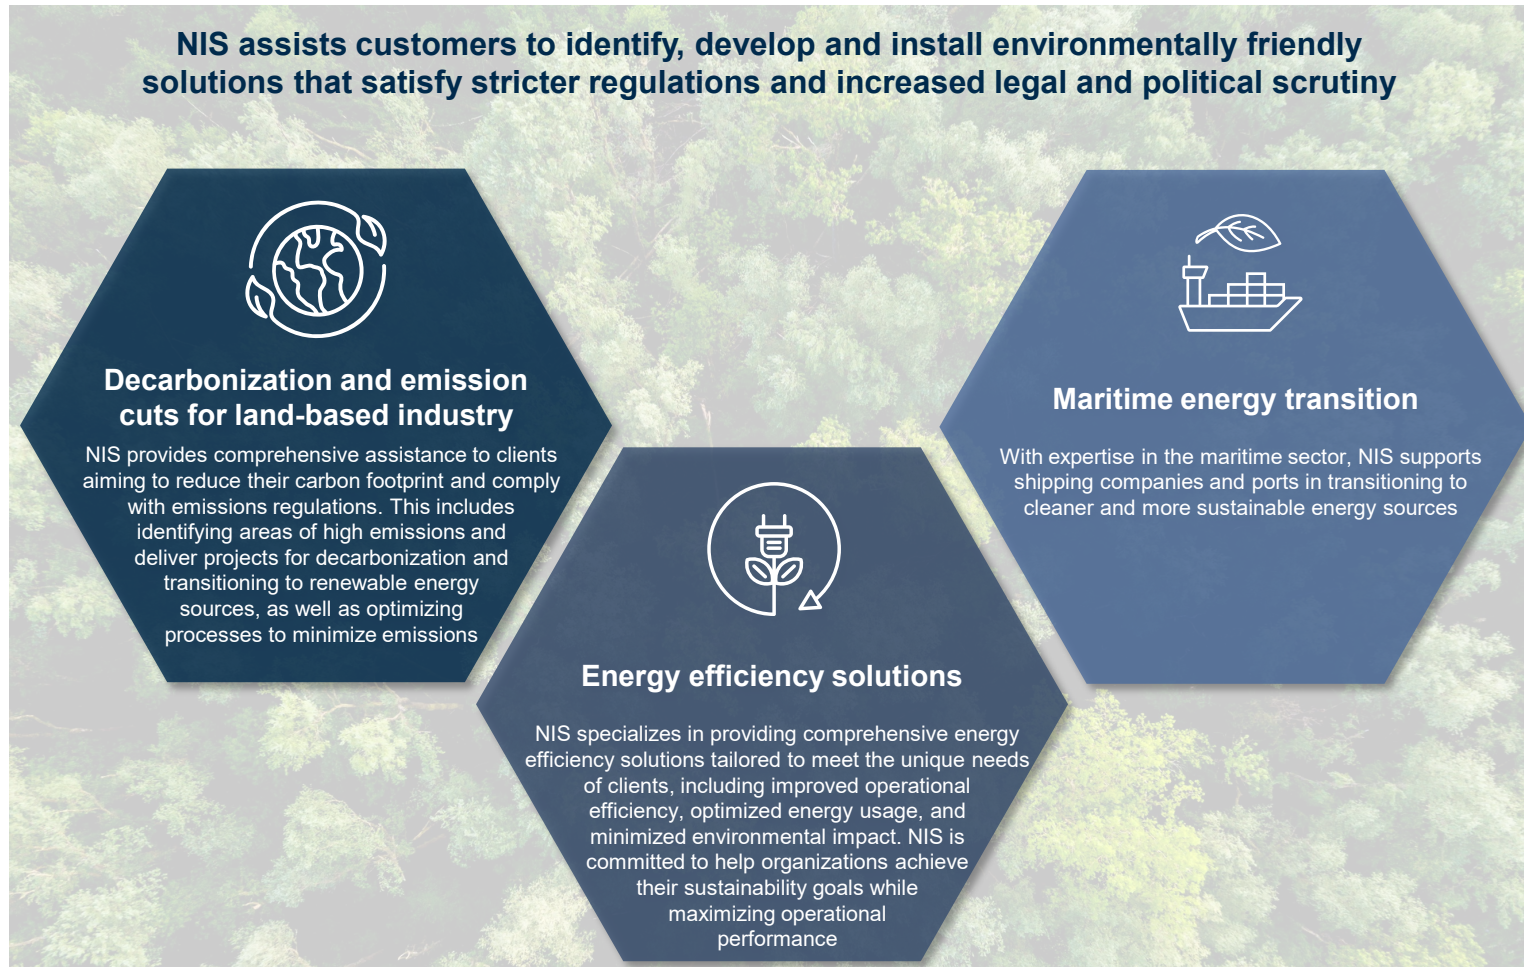 NIS assists customers to identify, develop and install environmentally friendly
solutions that satisfy stricter regulations and increased legal and political scrutiny
Decarbonization and emission
cuts for land-based industry
NIS provides comprehensive assistance to clients
aiming to reduce their carbon footprint and comply
with emissions regulations. This includes
identifying areas of high emissions and
deliver projects for decarbonization and
transitioning to renewable energy
sources, as well as optimizing
processes to minimize emissions
Energy efficiency solutions
NIS specializes in providing comprehensive energy
efficiency solutions tailored to meet the unique needs
of clients, including improved operational
efficiency, optimized energy usage, and
minimized environmental impact. NIS is
committed to help organizations achieve
their sustainability goals while
maximizing operational
performance
Maritime energy transition
With expertise in the maritime sector, NIS supports
shipping companies and ports in transitioning to
cleaner and more sustainable energy sources